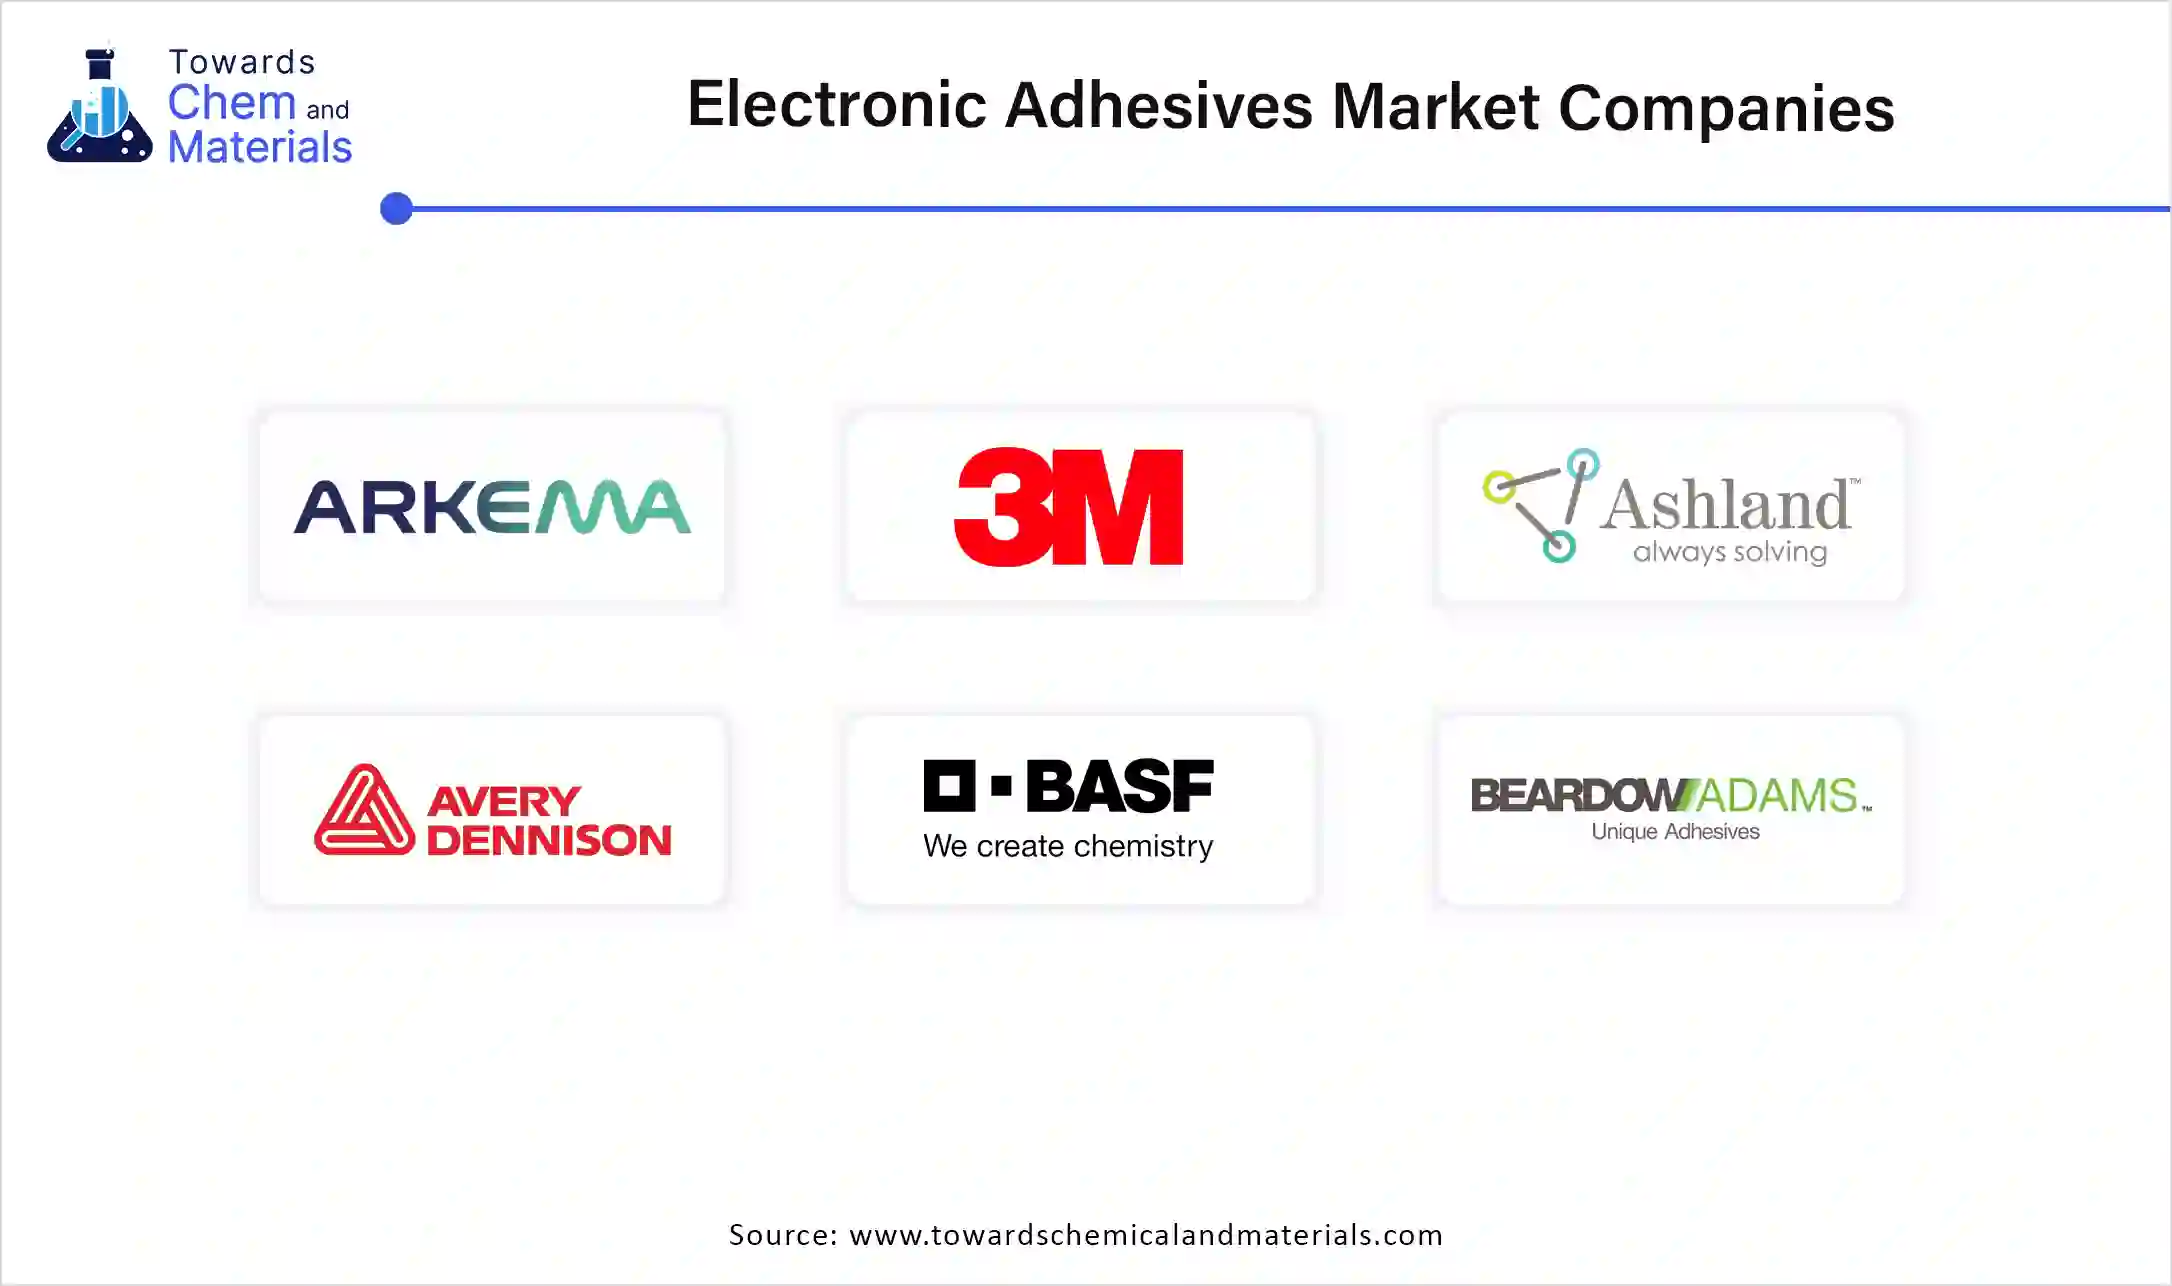 Towards
Chem and
Materials
Electronic Adhesives Market Companies
ARKEMA
3M
Ashland™
always solving
AVERY
DENNISON
BASF
We create chemistry
BEARDOW ADAMS™
Unique Adhesives
Source: www.towardschemicalandmaterials.com